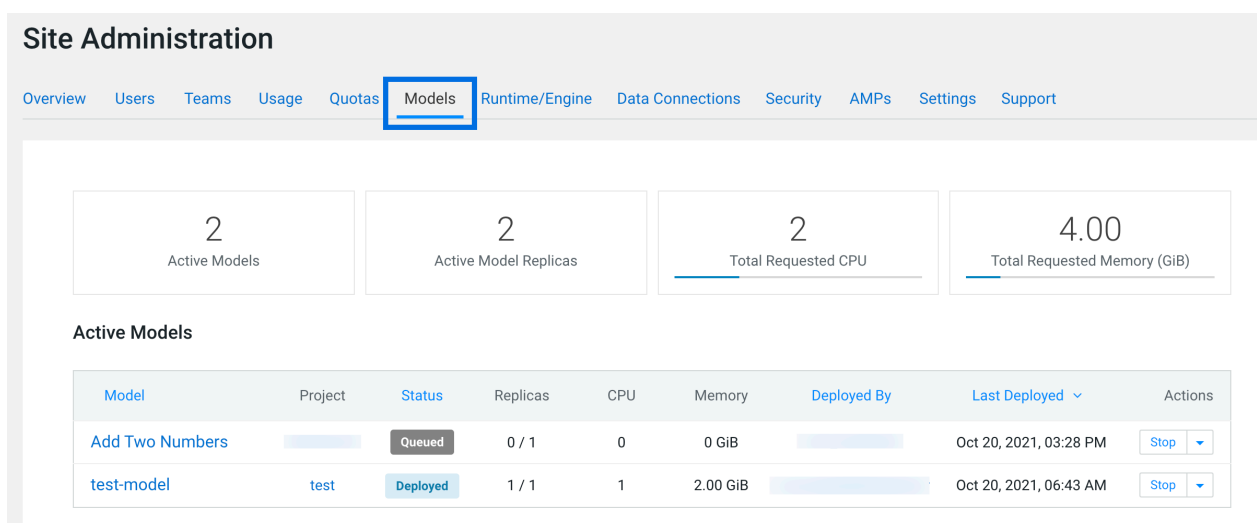 Site Administration
Overview Users Teams Usage Quotas Models Runtime/Engine Data Connections Security AMPs Settings Support
2 2 2 4.00
Active Models Active Model Replicas Total Requested CPU Total Requested Memory (GiB)
Active Models
Model Project Status Replicas CPU Memory Deployed By Last Deployed Actions
Add Two Numbers Queued 0 / 1 0 0 GiB Oct 20, 2021, 03:28 PM Stop
test-model test Deployed 1 / 1 1 2.00 GiB Oct 20, 2021, 06:43 AM Stop